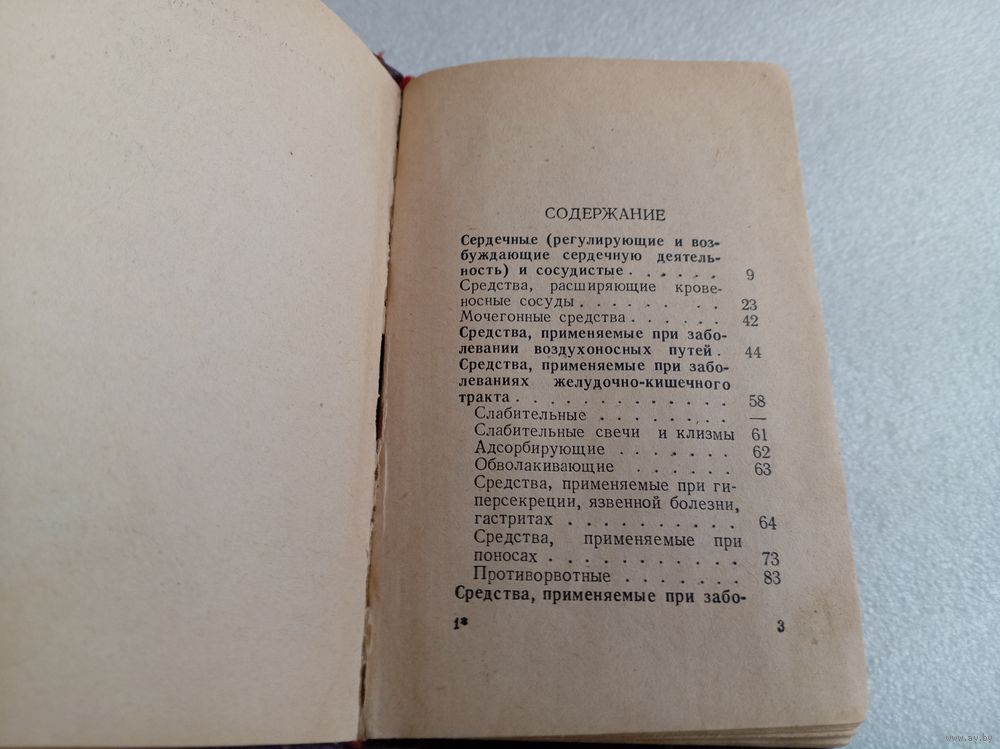 СОДЕРЖАНИЕ
Сердечные (регулирующие и воз-
буждающие сердечную деятель-
ность) и сосудистые . . . . . . 9
Средства, расширяющие крове-
носные сосуды . . . . . . . . 23
Мочегонные средства . . . . . . 42
Средства, применяемые при забо-
левании воздухоносных путей . 44
Средства, применяемые при забо-
леваниях желудочно-кишечного
тракта . . . . . . . . . . . . . 58
Слабительные . . . . . . . . —
Слабительные свечи и клизмы 61
Адсорбирующие . . . . . . . 62
Обволакивающие . . . . . . 63
Средства, применяемые при ги-
персекреции, язвенной болезни,
гастритах . . . . . . . . . . 64
Средства, применяемые при
поносах . . . . . . . . . . . 73
Противорвотные . . . . . . . 83
Средства, применяемые при забо-
1* 3
www.ay.by